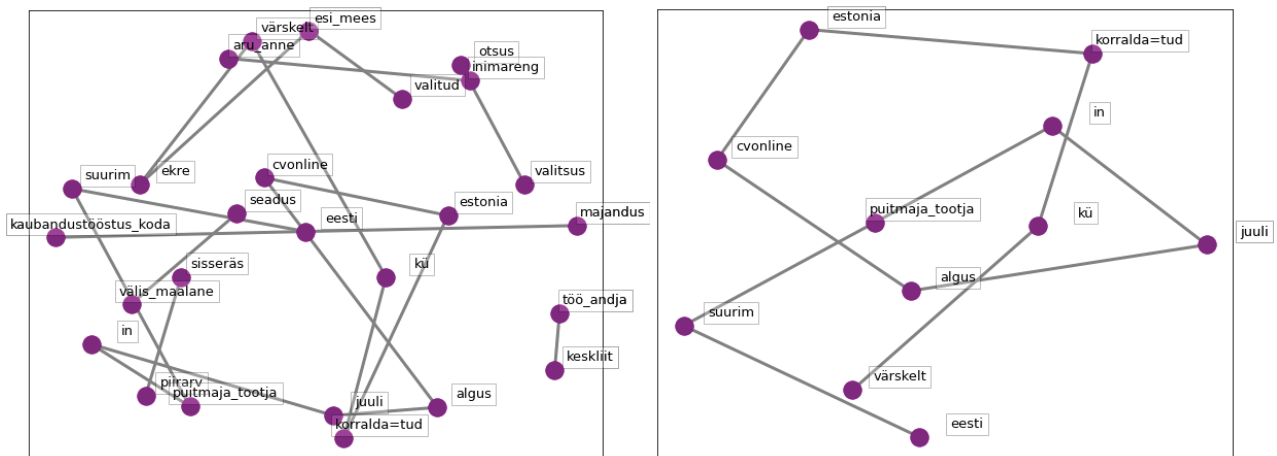 värskelt
esi_mees
aru_anne
otsus
inimareng
valitud
suurim
ekre
cvonline
valitsus
seadus
estonia
kaubandustööstus_koda
eesti
majandus
sisseräs
kü
välis_maalane
töö_andja
in
keskliit
piirarv
puitmaja_tootja
juuli
algus
korralda=tud
estonia
korralda=tud
in
cvonline
puitmaja_tootja
kü
juuli
algus
suurim
värskelt
eesti